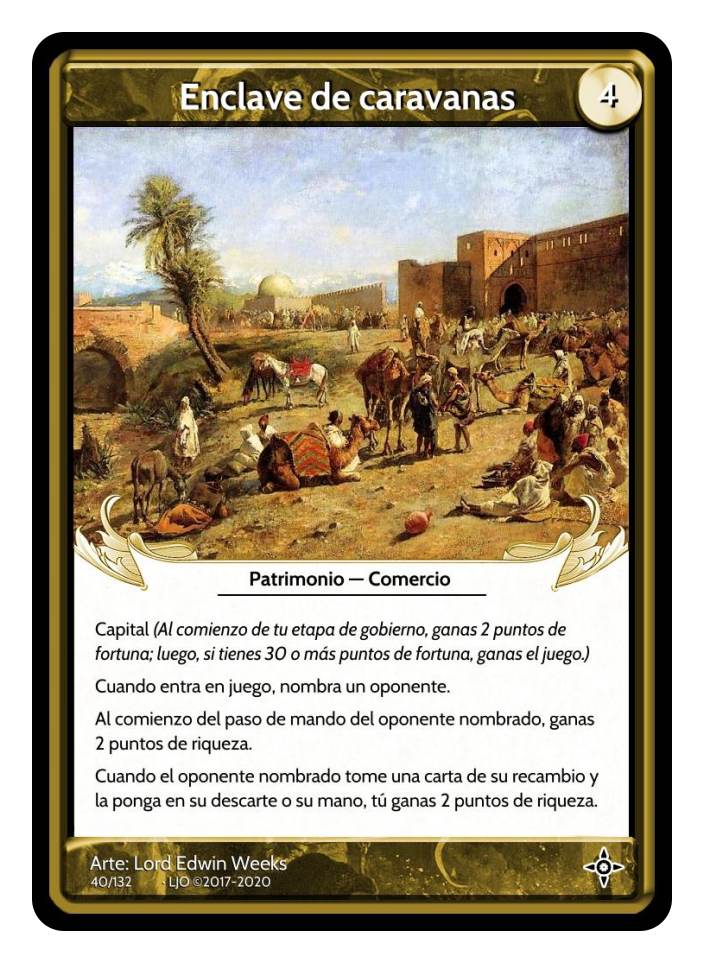 Enclave de caravanas
4
Patrimonio — Comercio
Capital (Al comienzo de tu etapa de gobierno, ganas 2 puntos de
fortuna; luego, si tienes 30 o más puntos de fortuna, ganas el juego.)
Cuando entra en juego, nombra un oponente.
Al comienzo del paso de mando del oponente nombrado, ganas
2 puntos de riqueza.
Cuando el oponente nombrado tome una carta de su recambio y
la ponga en su descarte o su mano, tú ganas 2 puntos de riqueza.
Arte: Lord Edwin Weeks
40/132 · LJO ©2017-2020